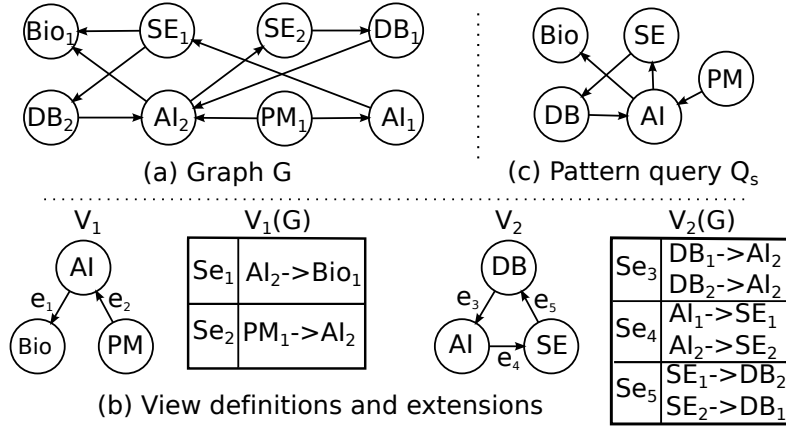 Bio₁ SE₁ SE₂ DB₁
DB₂ AI₂ PM₁ AI₁
(a) Graph G
Bio SE
PM
DB AI
(c) Pattern query Qₛ
V₁
AI
e₁ e₂
Bio PM
V₁(G)
Se₁ AI₂->Bio₁
Se₂ PM₁->AI₂
V₂
DB
e₃ e₅
AI SE
e₄
V₂(G)
Se₃ DB₁->AI₂
DB₂->AI₂
Se₄ AI₁->SE₁
AI₂->SE₂
Se₅ SE₁->DB₂
SE₂->DB₁
(b) View definitions and extensions